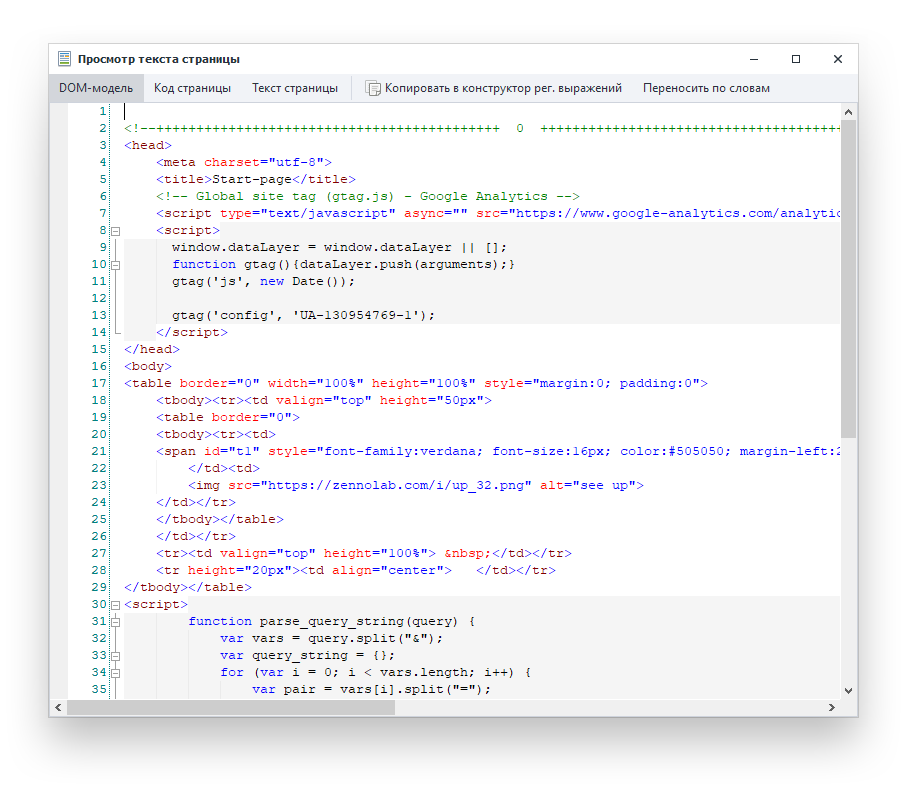 Просмотр текста страницы
DOM-модель Код страницы Текст страницы Копировать в конструктор рег. выражений Переносить по словам
1
2 <!--+++++++++++++++++++++++++++++++++++++++++++ 0 ++++++++++++++++++++++++++++++++++++++
3 <head>
4 <meta charset="utf-8">
5 <title>Start-page</title>
6 <!-- Global site tag (gtag.js) - Google Analytics -->
7 <script type="text/javascript" async="" src="https://www.google-analytics.com/analytic
8 <script>
9 window.dataLayer = window.dataLayer || [];
10 function gtag(){dataLayer.push(arguments);}
11 gtag('js', new Date());
12
13 gtag('config', 'UA-130954769-1');
14 </script>
15 </head>
16 <body>
17 <table border="0" width="100%" height="100%" style="margin:0; padding:0">
18 <tbody><tr><td valign="top" height="50px">
19 <table border="0">
20 <tbody><tr><td>
21 <span id="t1" style="font-family:verdana; font-size:16px; color:#505050; margin-left:2
22 </td><td>
23 <img src="https://zennolab.com/i/up_32.png" alt="see up">
24 </td></tr>
25 </tbody></table>
26 </td></tr>
27 <tr><td valign="top" height="100%"> &nbsp;</td></tr>
28 <tr height="20px"><td align="center"> </td></tr>
29 </tbody></table>
30 <script>
31 function parse_query_string(query) {
32 var vars = query.split("&");
33 var query_string = {};
34 for (var i = 0; i < vars.length; i++) {
35 var pair = vars[i].split("=");